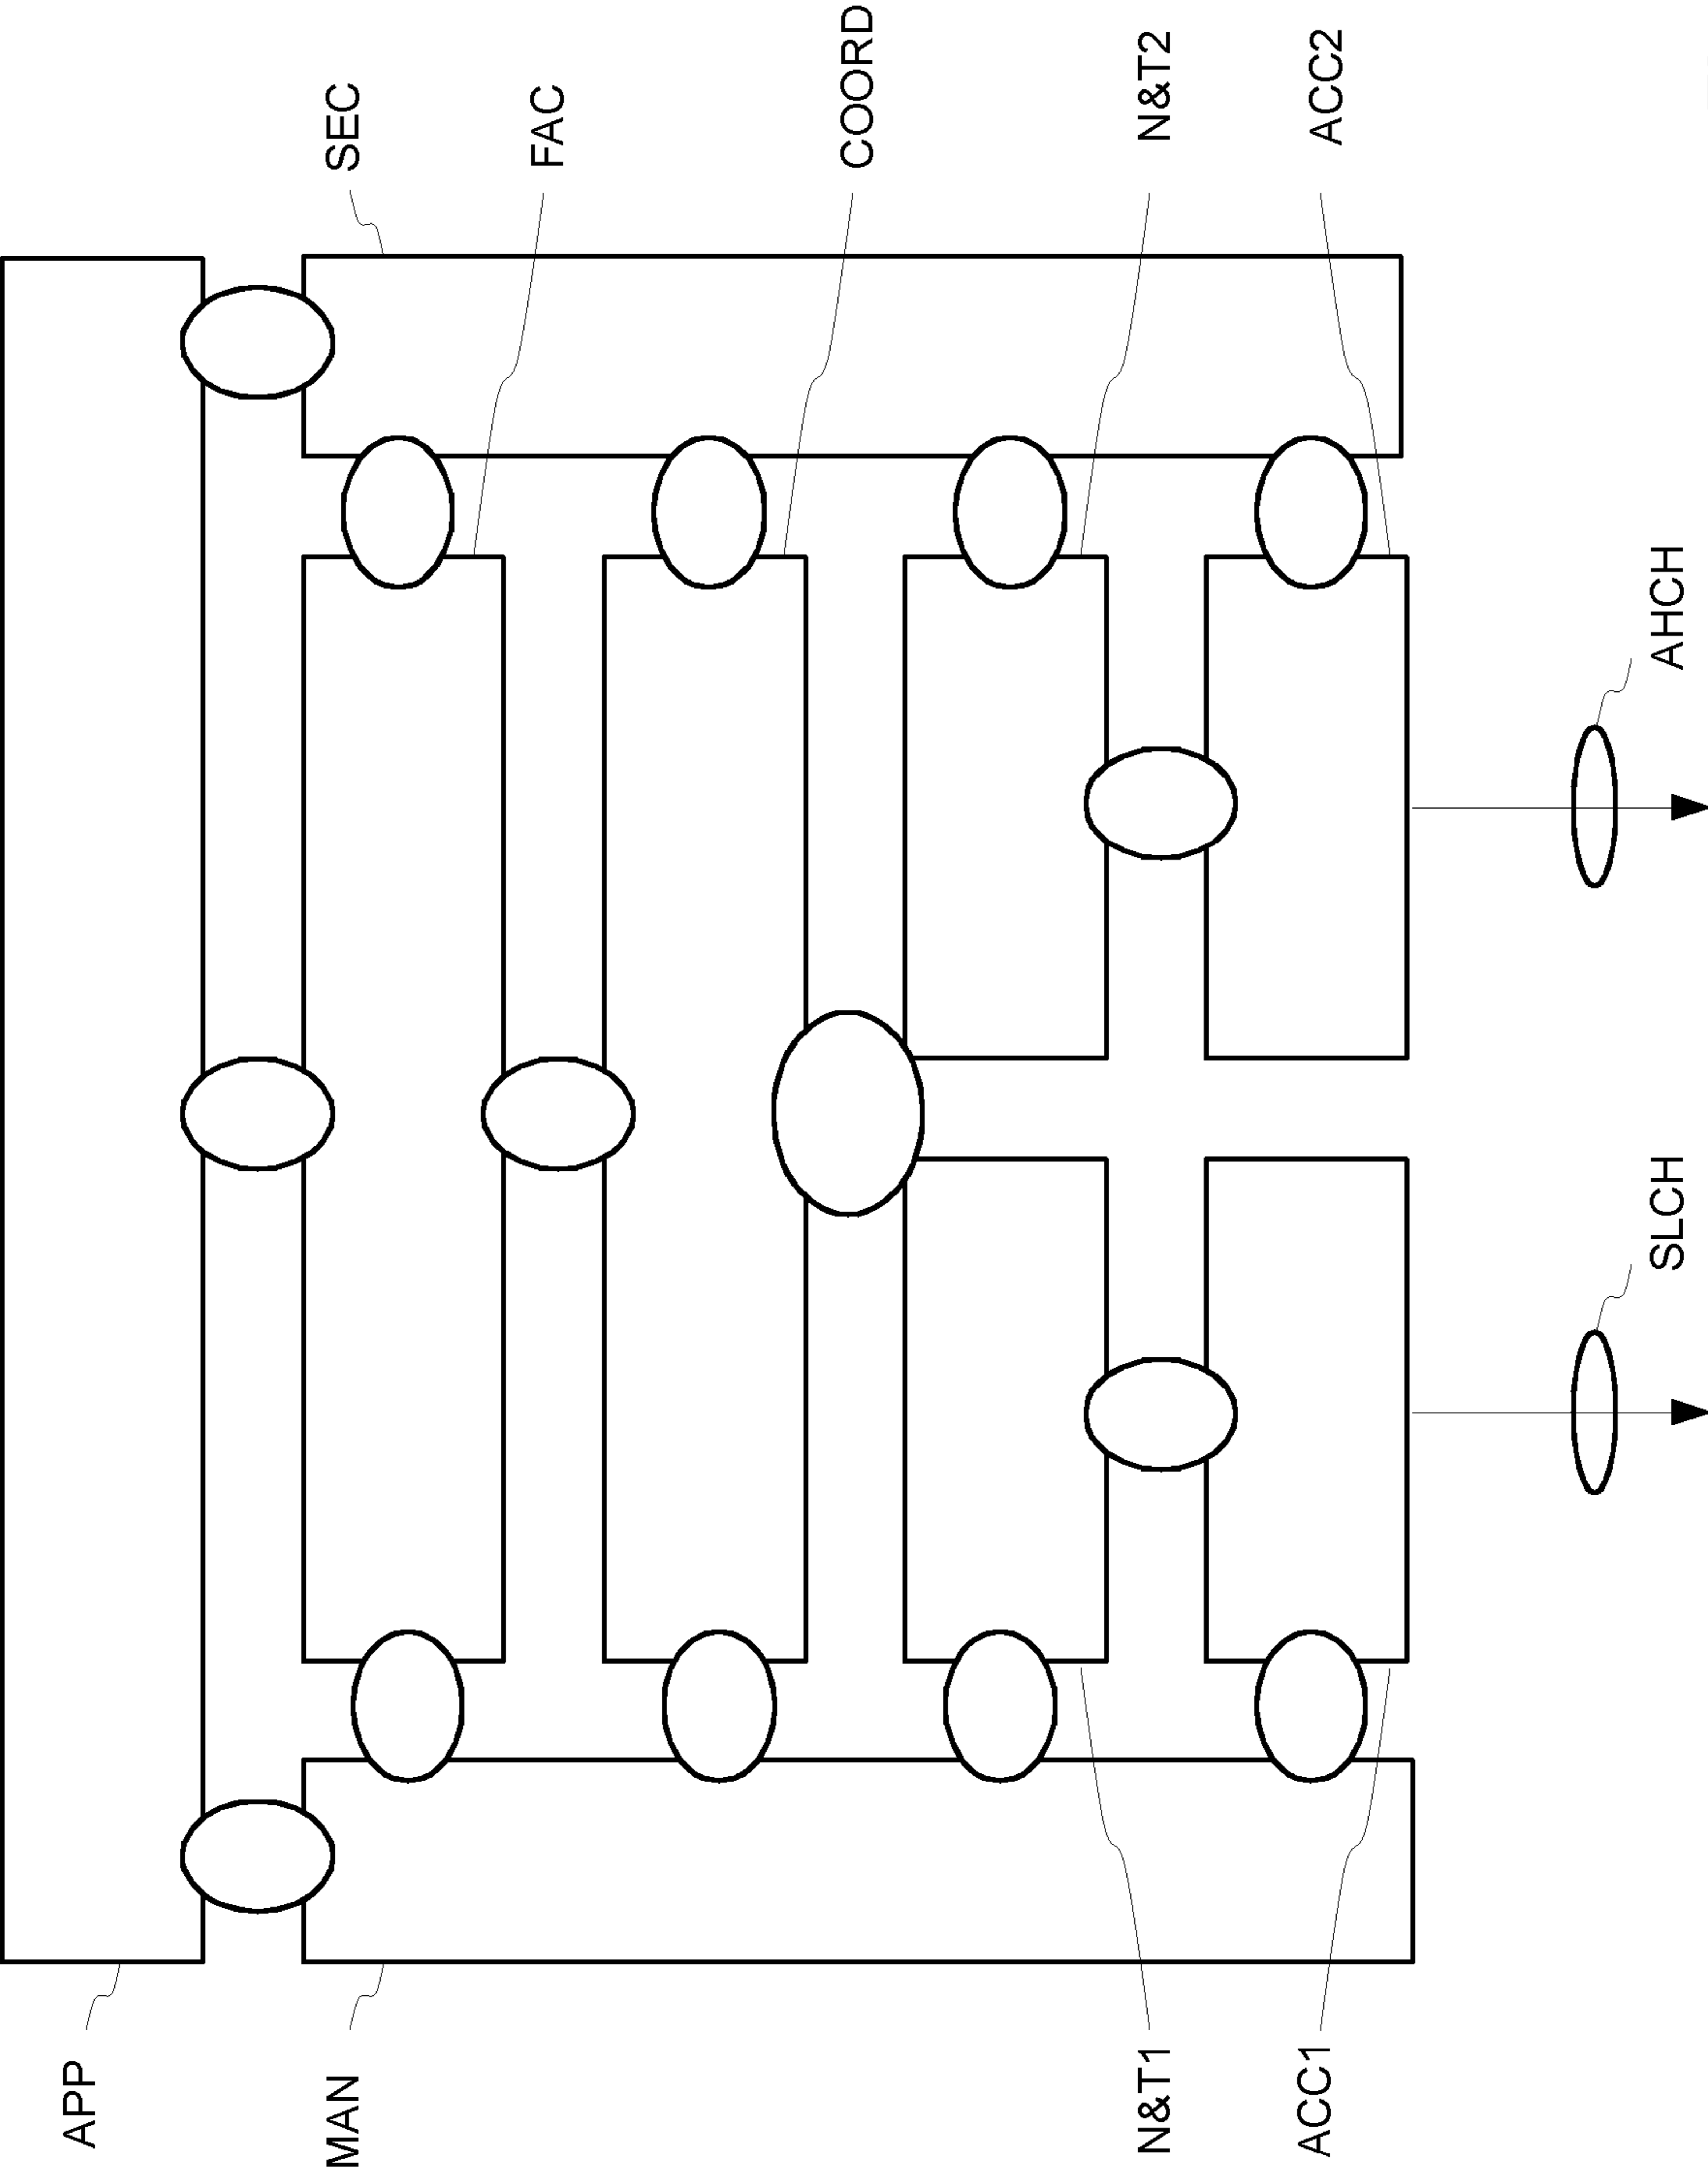 APP
MAN
N&T1
ACC1
SEC
FAC
COORD
N&T2
ACC2
SLCH
AHCH